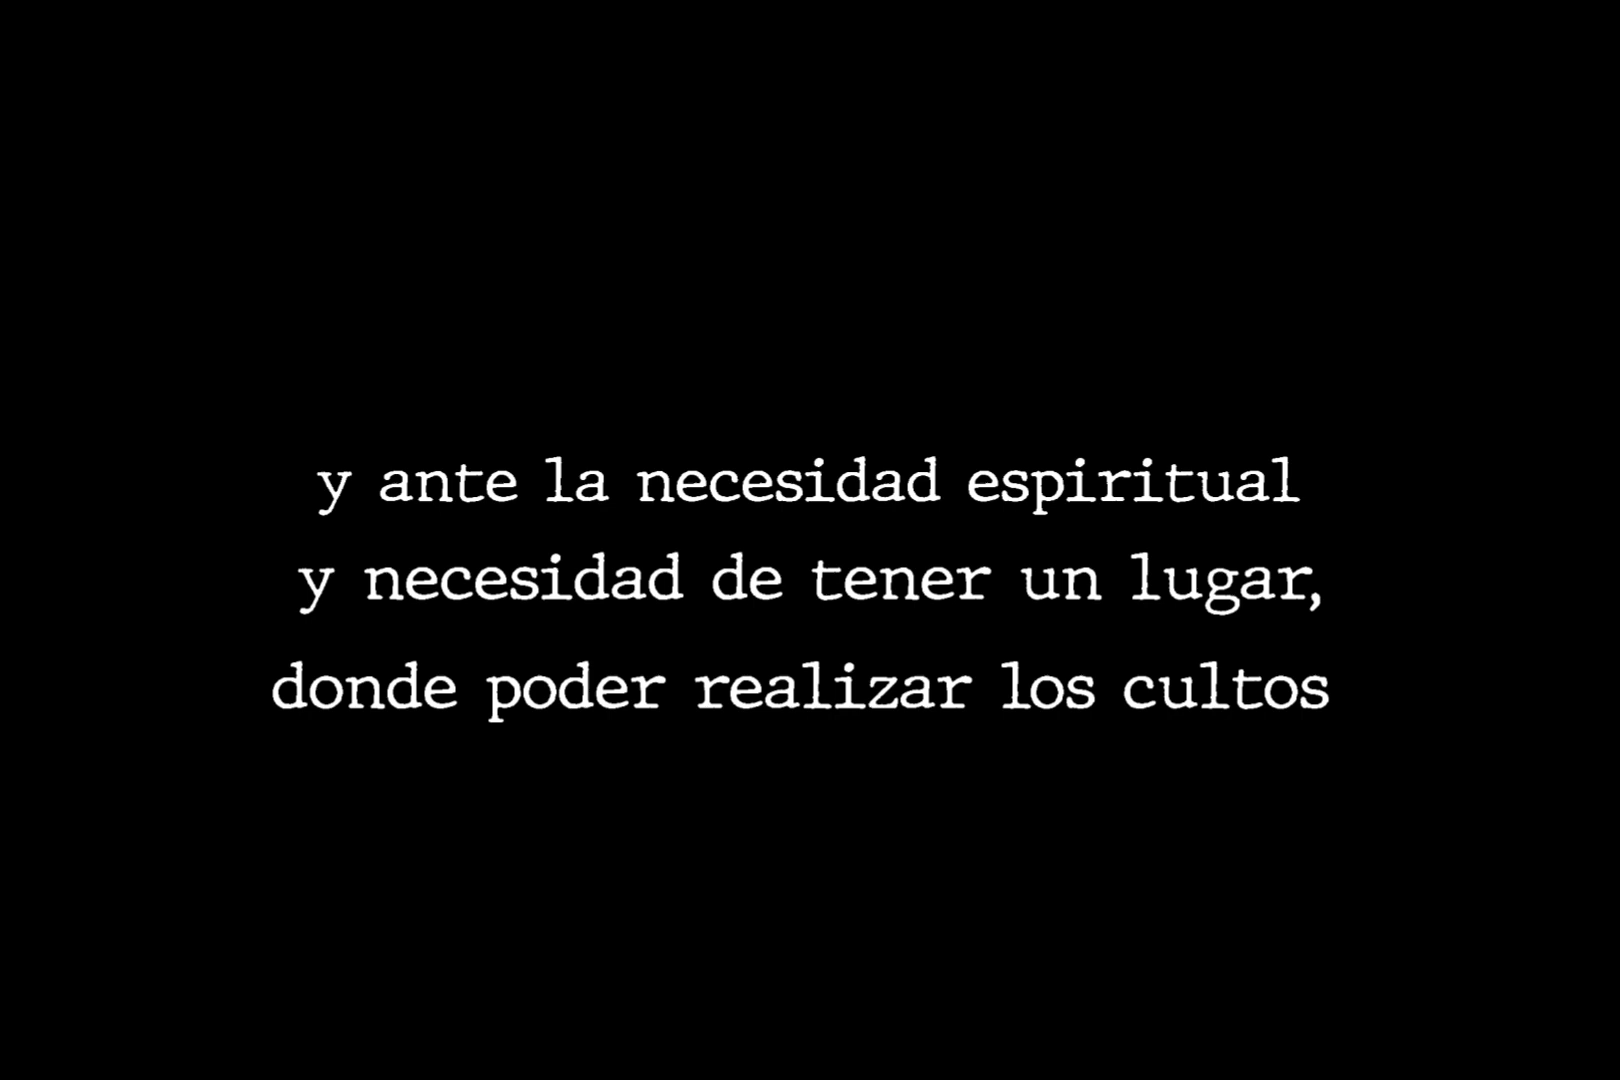 y ante la necesidad espiritual
y necesidad de tener un lugar,
donde poder realizar los cultos